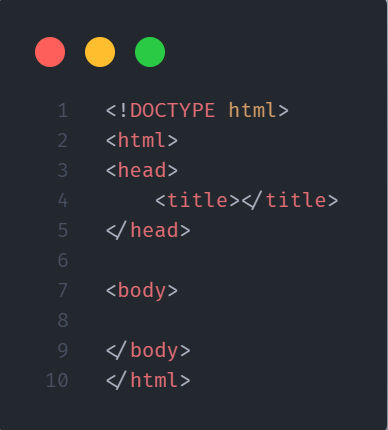 1 <!DOCTYPE html>
2 <html>
3 <head>
4     <title></title>
5 </head>
6
7 <body>
8
9 </body>
10 </html>